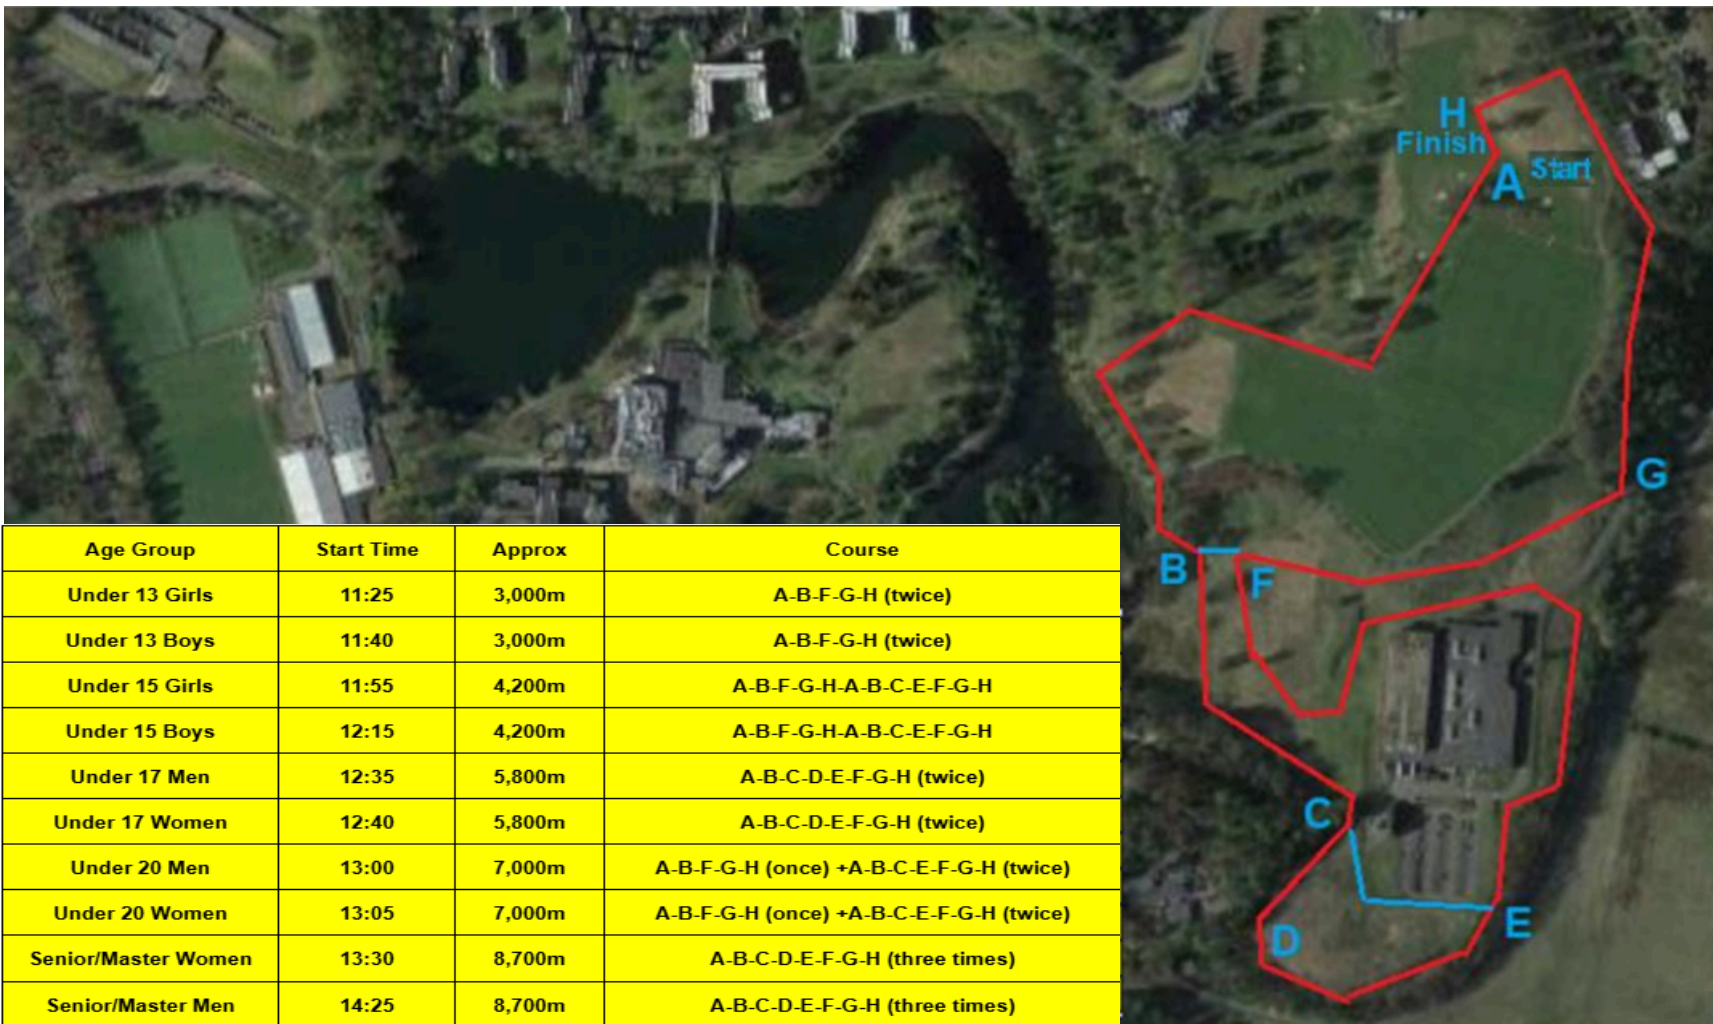 H
Finish
A Start
G
B
F
C
D
E
Age Group Start Time Approx Course
Under 13 Girls 11:25 3,000m A-B-F-G-H (twice)
Under 13 Boys 11:40 3,000m A-B-F-G-H (twice)
Under 15 Girls 11:55 4,200m A-B-F-G-H-A-B-C-E-F-G-H
Under 15 Boys 12:15 4,200m A-B-F-G-H-A-B-C-E-F-G-H
Under 17 Men 12:35 5,800m A-B-C-D-E-F-G-H (twice)
Under 17 Women 12:40 5,800m A-B-C-D-E-F-G-H (twice)
Under 20 Men 13:00 7,000m A-B-F-G-H (once) +A-B-C-E-F-G-H (twice)
Under 20 Women 13:05 7,000m A-B-F-G-H (once) +A-B-C-E-F-G-H (twice)
Senior/Master Women 13:30 8,700m A-B-C-D-E-F-G-H (three times)
Senior/Master Men 14:25 8,700m A-B-C-D-E-F-G-H (three times)